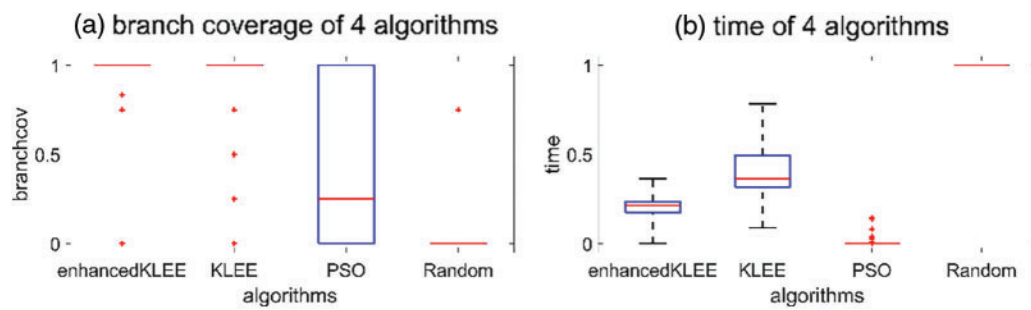 (a) branch coverage of 4 algorithms
1
0.5
0
branchcov
enhancedKLEE KLEE PSO Random
algorithms
(b) time of 4 algorithms
1
0.5
0
time
enhancedKLEE KLEE PSO Random
algorithms